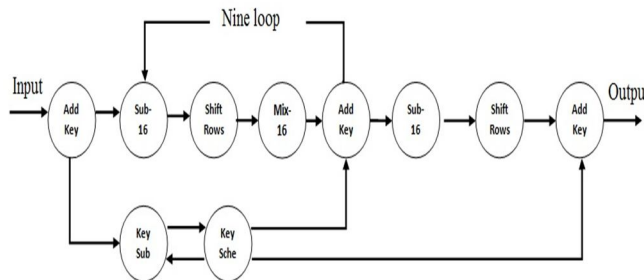 Nine loop
Input
Add
Key
Sub-
16
Shift
Rows
Mix-
16
Add
Key
Sub-
16
Shift
Rows
Add
Key
Output
Key
Sub
Key
Sche